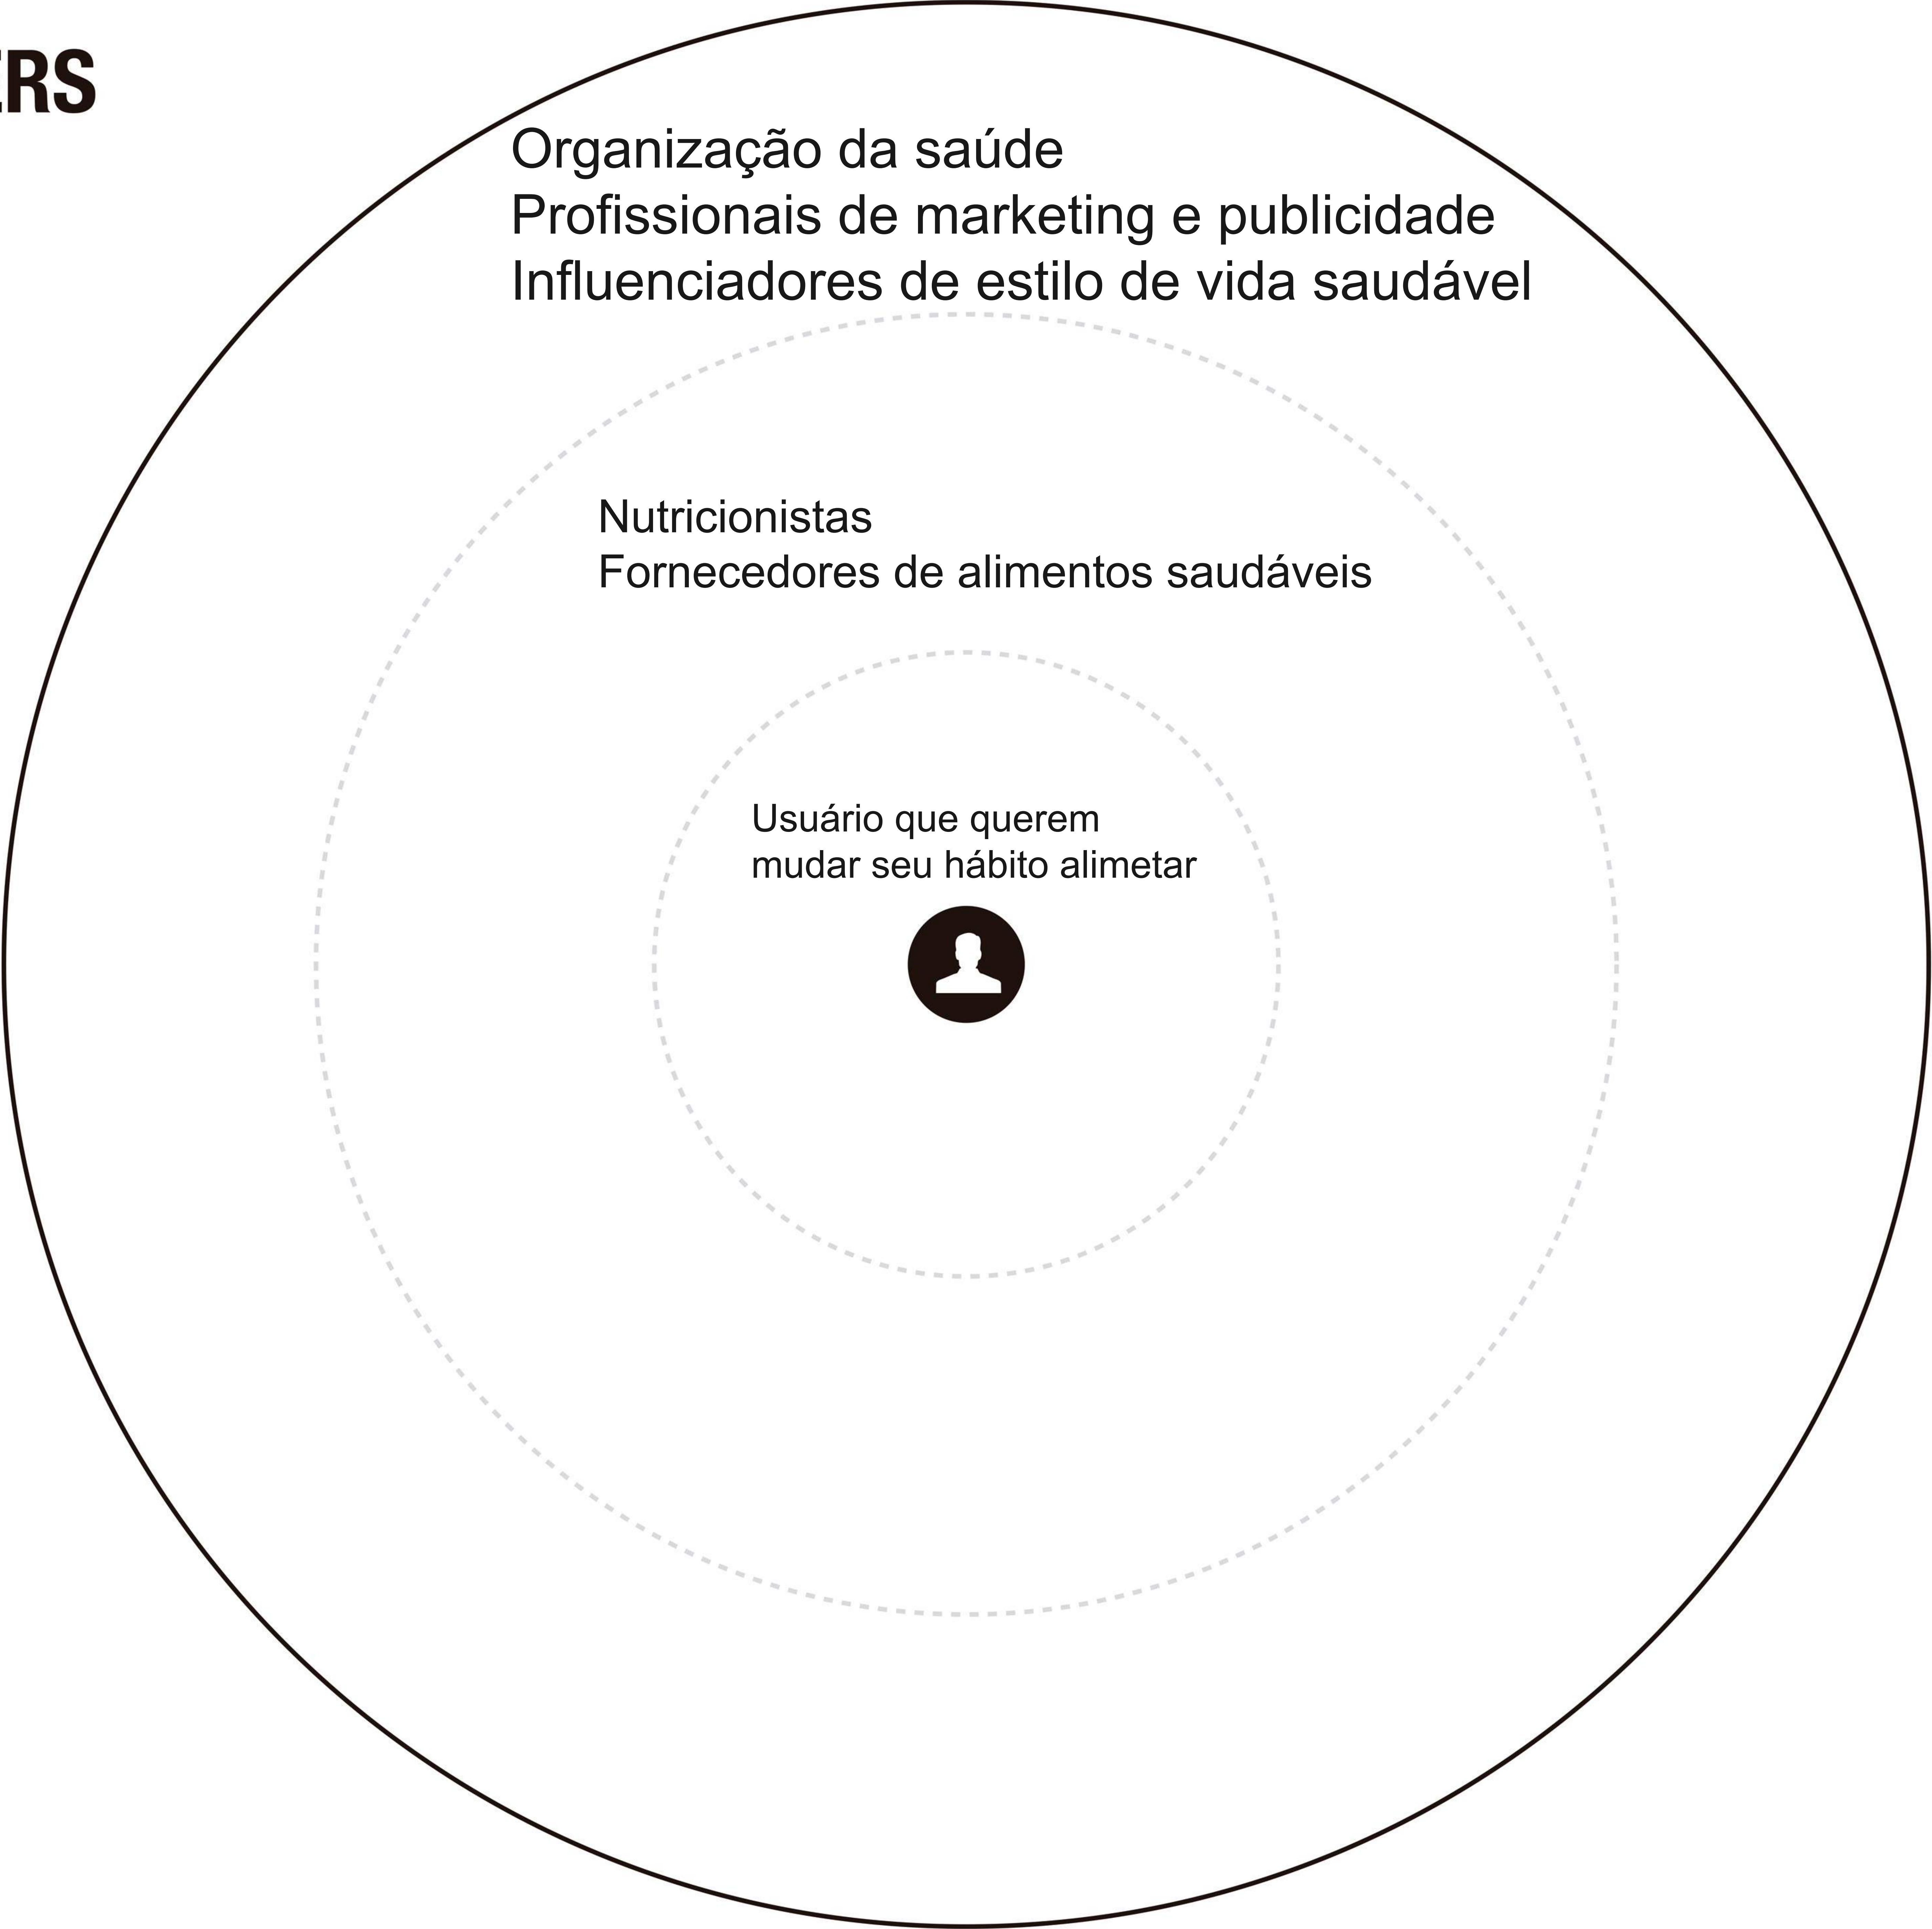 ERS
Organização da saúde
Profissionais de marketing e publicidade
Influenciadores de estilo de vida saudável
Nutricionistas
Fornecedores de alimentos saudáveis
Usuário que querem
mudar seu hábito alimetar